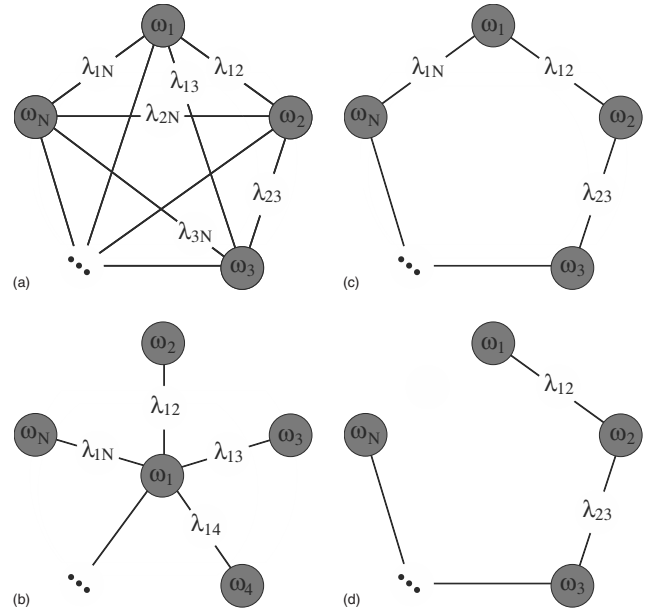 ω₁
λ₁N
λ₁₃
λ₁₂
ωN
λ₂N
ω₂
λ₂₃
λ₃N
ω₃
(a)
ω₁
λ₁N
λ₁₂
ωN
ω₂
λ₂₃
ω₃
(c)
ω₂
λ₁₂
ωN
λ₁N
λ₁₃
ω₃
ω₁
λ₁₄
ω₄
(b)
ω₁
λ₁₂
ωN
ω₂
λ₂₃
ω₃
(d)